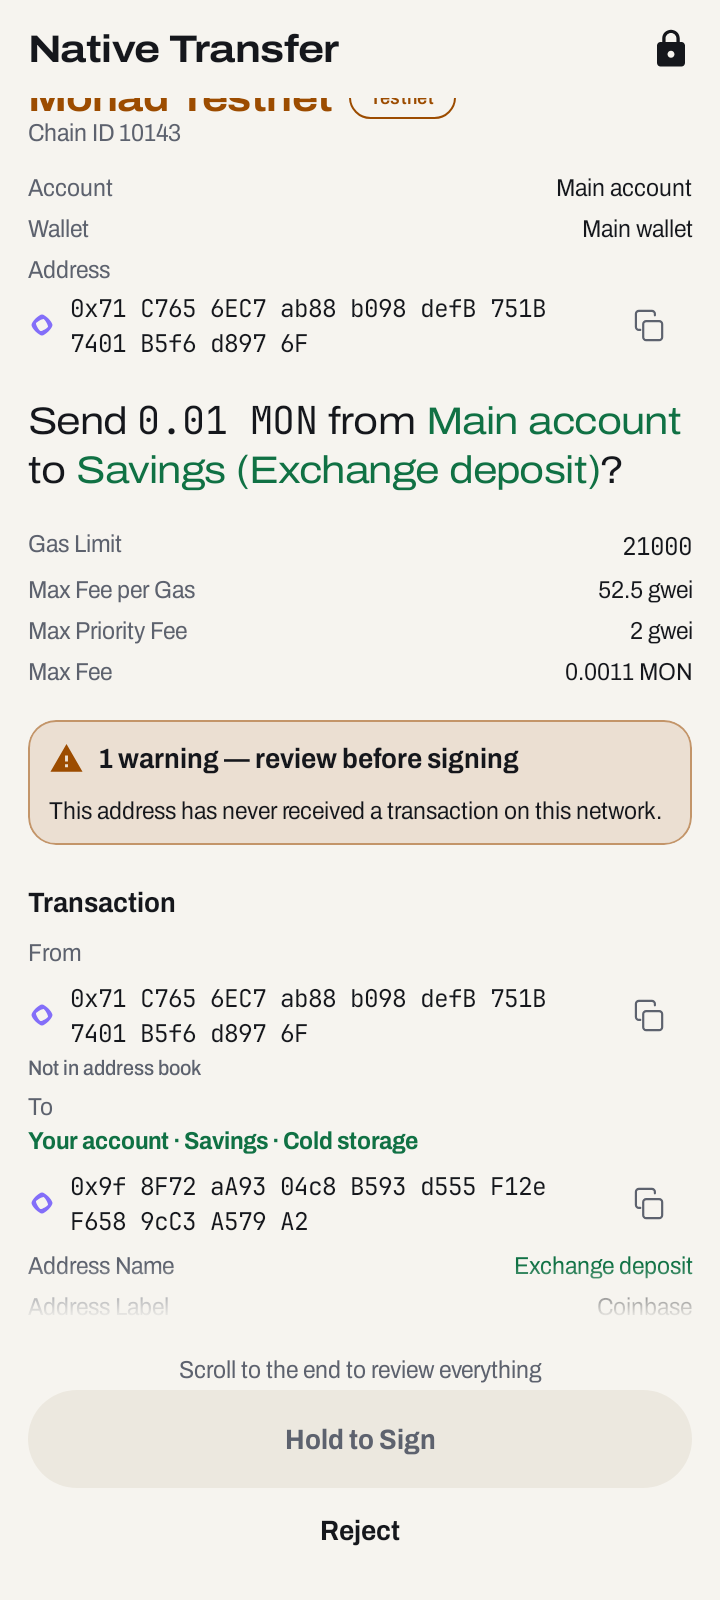 Native Transfer
Monad Testnet Testnet
Chain ID 10143
Account Main account
Wallet Main wallet
Address
0x71 C765 6EC7 ab88 b098 defB 751B
7401 B5f6 d897 6F
Send 0.01 MON from Main account
to Savings (Exchange deposit)?
Gas Limit 21000
Max Fee per Gas 52.5 gwei
Max Priority Fee 2 gwei
Max Fee 0.0011 MON
1 warning — review before signing
This address has never received a transaction on this network.
Transaction
From
0x71 C765 6EC7 ab88 b098 defB 751B
7401 B5f6 d897 6F
Not in address book
To
Your account · Savings · Cold storage
0x9f 8F72 aA93 04c8 B593 d555 F12e
F658 9cC3 A579 A2
Address Name Exchange deposit
Address Label Coinbase
Scroll to the end to review everything
Hold to Sign
Reject